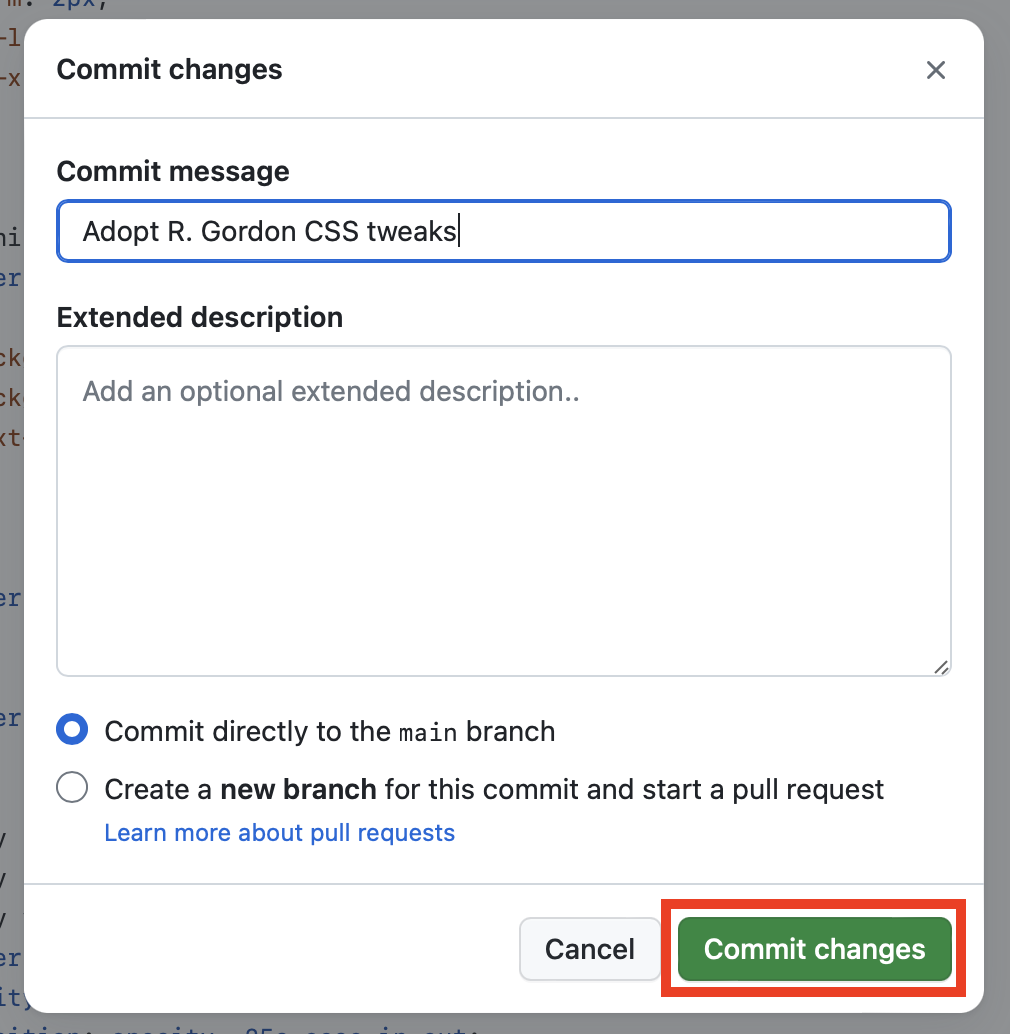 Commit changes
Commit message
Adopt R. Gordon CSS tweaks
Extended description
Add an optional extended description..
Commit directly to the main branch
Create a new branch for this commit and start a pull request
Learn more about pull requests
Cancel
Commit changes